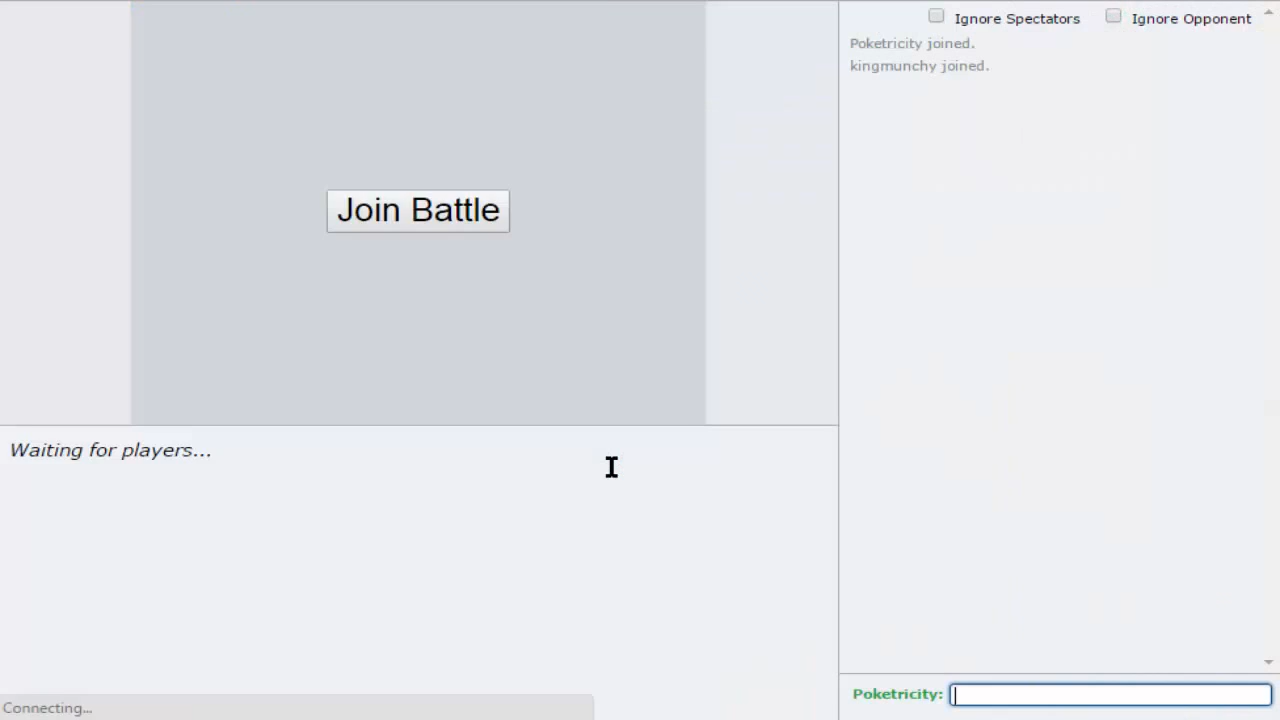 Join Battle
Waiting for players...
Connecting...
Ignore Spectators Ignore Opponent
Poketricity joined.
kingmunchy joined.
Poketricity: